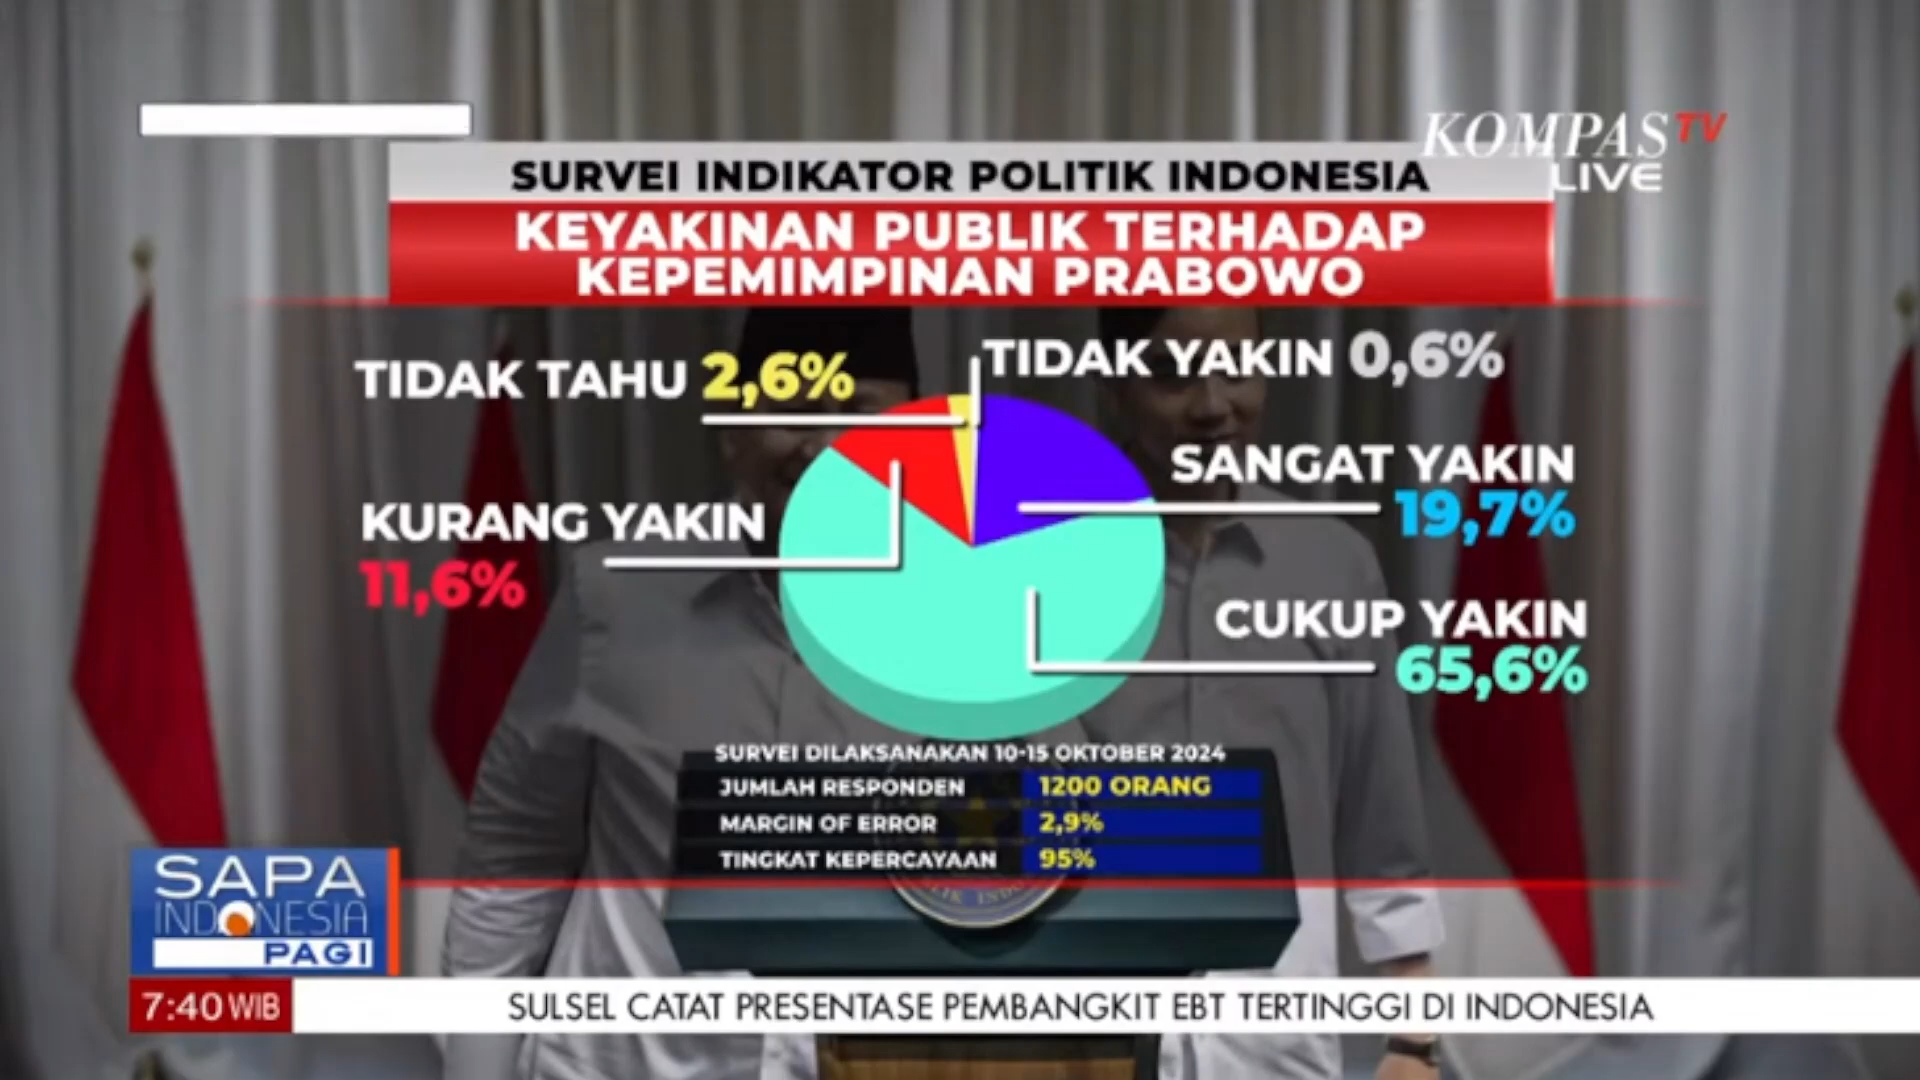 KOMPAS TV
LIVE
SURVEI INDIKATOR POLITIK INDONESIA
KEYAKINAN PUBLIK TERHADAP
KEPEMIMPINAN PRABOWO
TIDAK TAHU 2,6%
TIDAK YAKIN 0,6%
SANGAT YAKIN
19,7%
KURANG YAKIN
11,6%
CUKUP YAKIN
65,6%
SURVEI DILAKSANAKAN 10-15 OKTOBER 2024
JUMLAH RESPONDEN 1200 ORANG
MARGIN OF ERROR 2,9%
TINGKAT KEPERCAYAAN 95%
SAPA
INDONESIA
PAGI
7:40 WIB
SULSEL CATAT PRESENTASE PEMBANGKIT EBT TERTINGGI DI INDONESIA